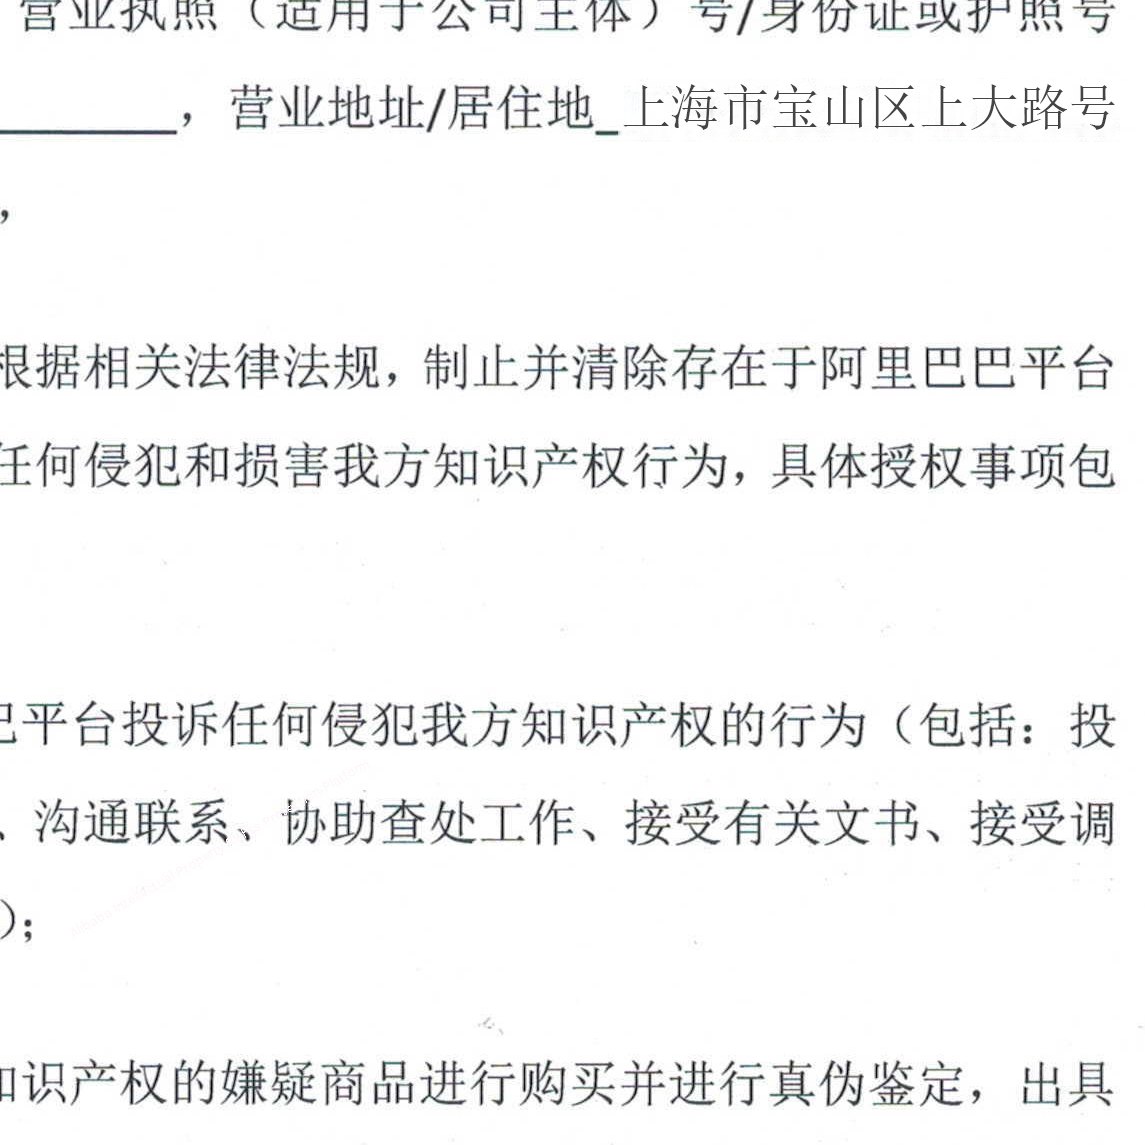 营业执照（适用于公司主体）号/身份证或护照号
，营业地址/居住地_上海市宝山区上大路号
，
根据相关法律法规，制止并清除存在于阿里巴巴平台
任何侵犯和损害我方知识产权行为，具体授权事项包
巴平台投诉任何侵犯我方知识产权的行为（包括：投
、沟通联系、协助查处工作、接受有关文书、接受调
）；
知识产权的嫌疑商品进行购买并进行真伪鉴定，出具